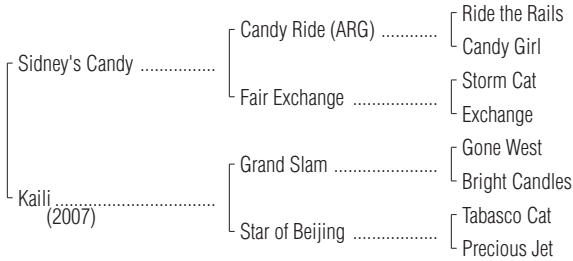 Ride the Rails
Candy Ride (ARG) ............
Candy Girl
Sidney's Candy ................
Storm Cat
Fair Exchange ..................
Exchange
Gone West
Grand Slam ......................
Bright Candles
Kaili ..................................
(2007)
Tabasco Cat
Star of Beijing ..................
Precious Jet